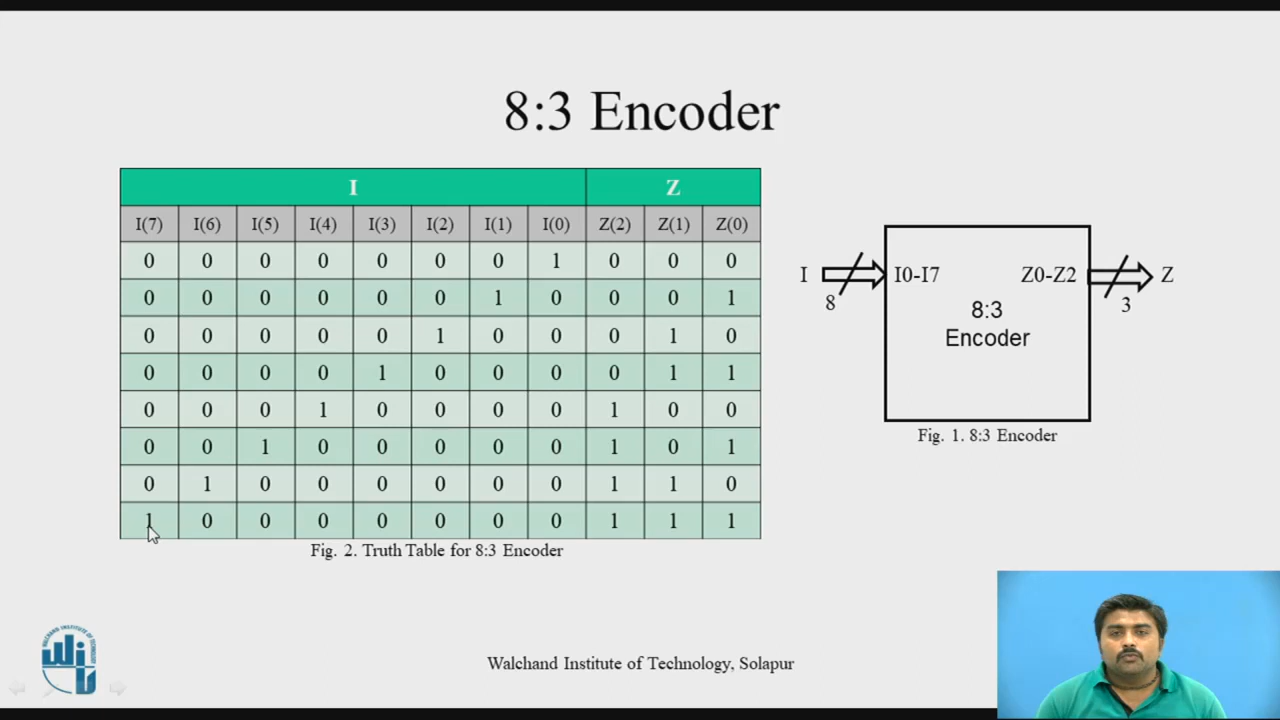 8:3 Encoder
I Z
I(7) I(6) I(5) I(4) I(3) I(2) I(1) I(0) Z(2) Z(1) Z(0)
0 0 0 0 0 0 0 1 0 0 0
0 0 0 0 0 0 1 0 0 0 1
0 0 0 0 0 1 0 0 0 1 0
0 0 0 0 1 0 0 0 0 1 1
0 0 0 1 0 0 0 0 1 0 0
0 0 1 0 0 0 0 0 1 0 1
0 1 0 0 0 0 0 0 1 1 0
1 0 0 0 0 0 0 0 1 1 1
Fig. 2. Truth Table for 8:3 Encoder
I I0-I7 Z0-Z2 Z
8 3
8:3
Encoder
Fig. 1. 8:3 Encoder
WALCHAND INSTITUTE OF TECHNOLOGY
Walchand Institute of Technology, Solapur